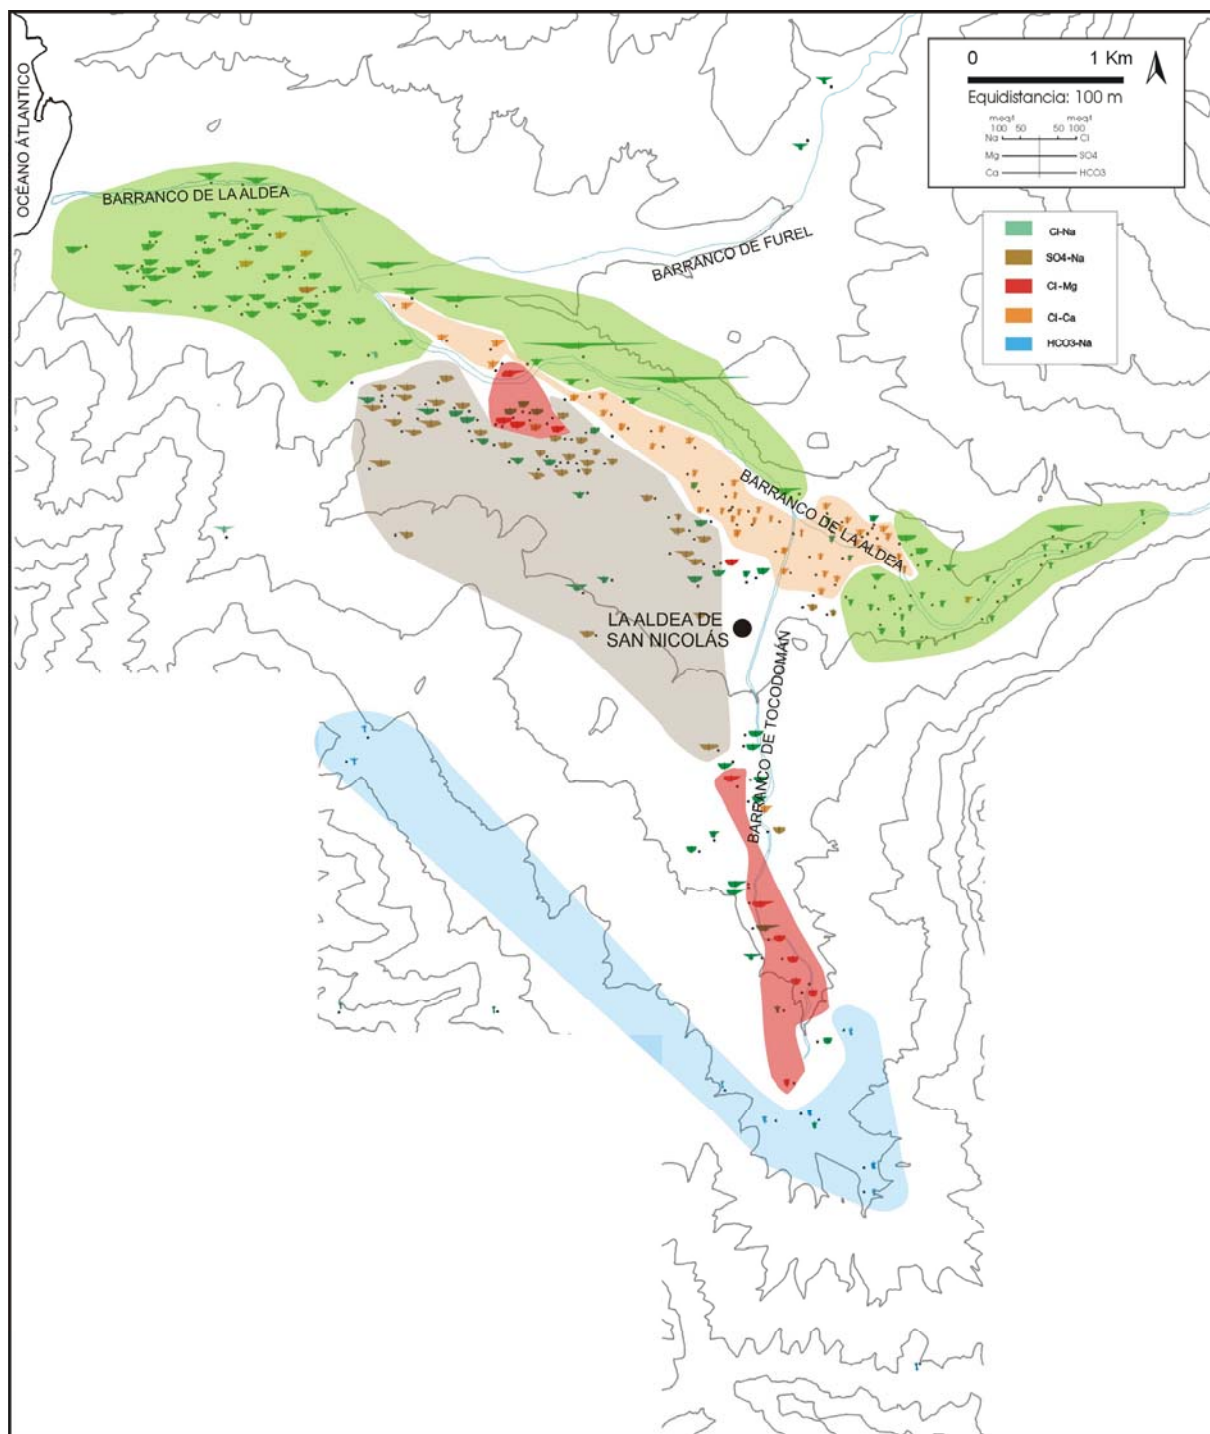 0 1 Km
Equidistancia: 100 m
meq/l meq/l
100 50 50 100
Na Cl
Mg SO4
Ca HCO3
Cl-Na
SO4-Na
Cl-Mg
Cl-Ca
HCO3-Na
OCÉANO ÁTLANTICO
BARRANCO DE LA ALDEA
BARRANCO DE FUREL
BARRANCO DE LA ALDEA
LA ALDEA DE
SAN NICOLÁS
BARRANCO DE TOCODOMÁN